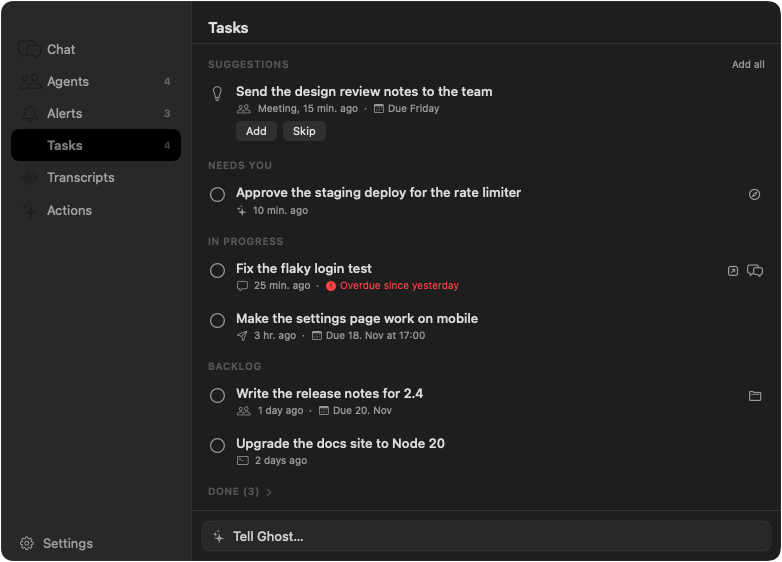 Chat
Agents 4
Alerts 3
Tasks 4
Transcripts
Actions
Settings
Tasks
SUGGESTIONS Add all
Send the design review notes to the team
Meeting, 15 min. ago · Due Friday
Add Skip
NEEDS YOU
Approve the staging deploy for the rate limiter
10 min. ago
IN PROGRESS
Fix the flaky login test
25 min. ago · Overdue since yesterday
Make the settings page work on mobile
3 hr. ago · Due 18. Nov at 17:00
BACKLOG
Write the release notes for 2.4
1 day ago · Due 20. Nov
Upgrade the docs site to Node 20
2 days ago
DONE (3)
Tell Ghost...